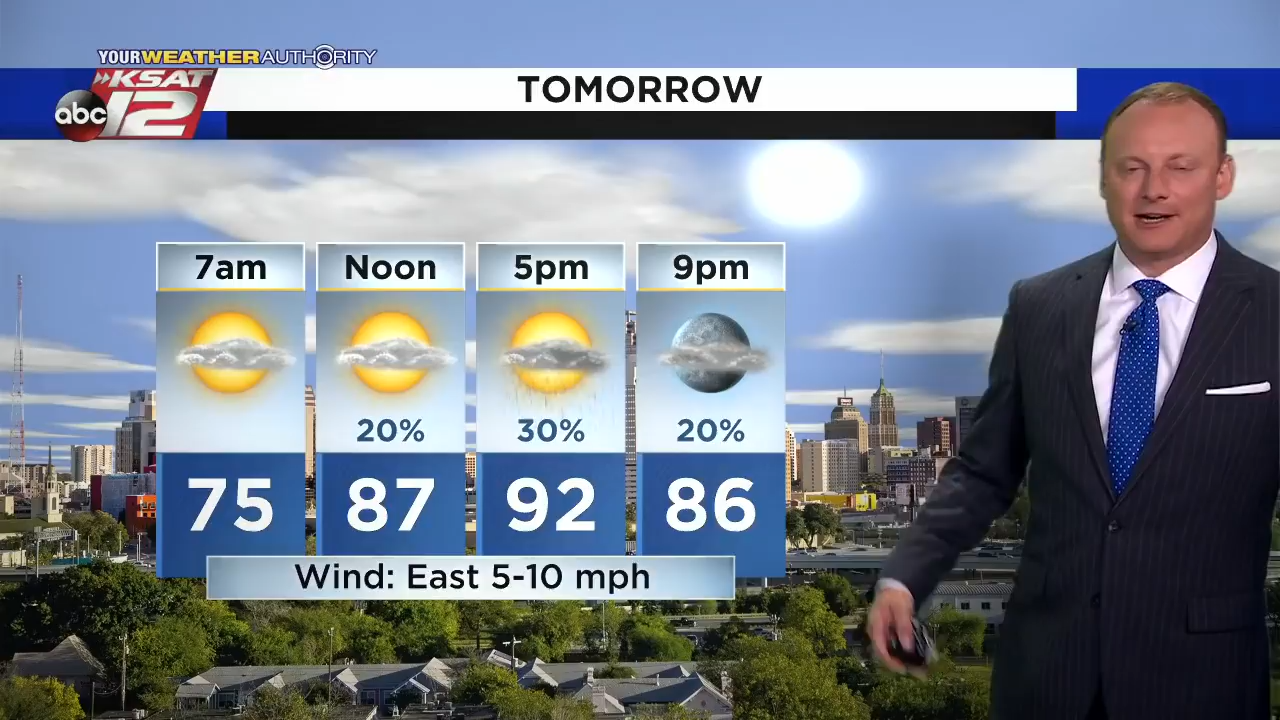 YOURWEATHERAUTHORITY
KSAT
abc 12
TOMORROW
7am Noon 5pm 9pm
20% 30% 20%
75 87 92 86
Wind: East 5-10 mph